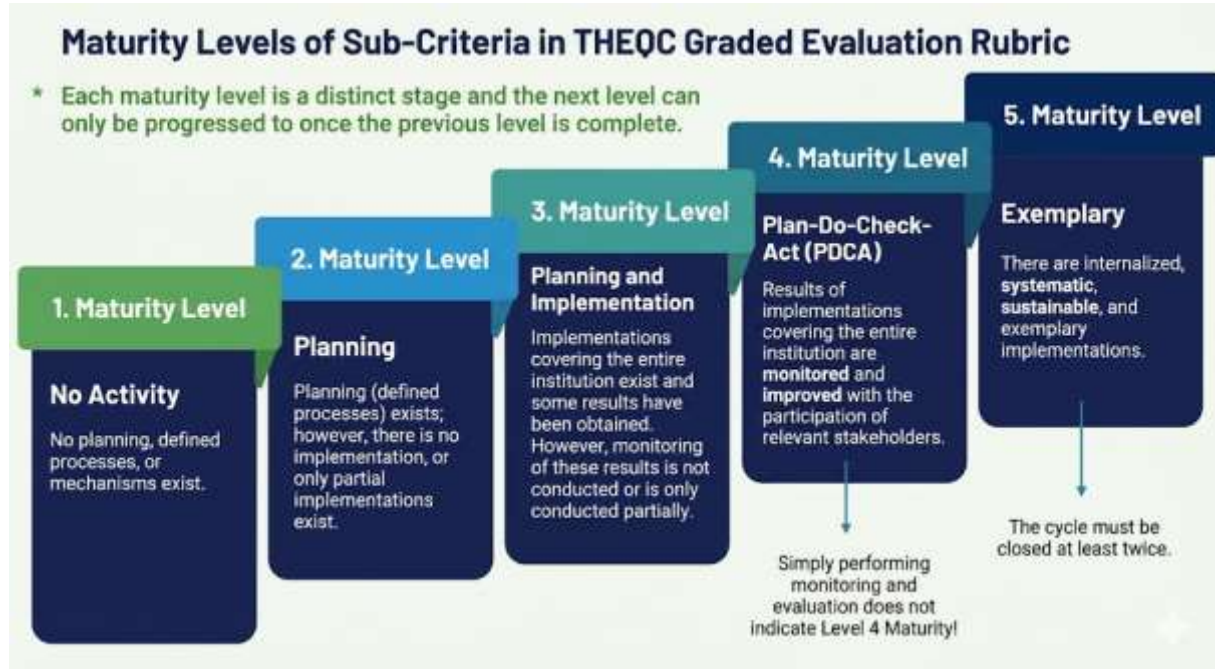 Maturity Levels of Sub-Criteria in THEQC Graded Evaluation Rubric
* Each maturity level is a distinct stage and the next level can
only be progressed to once the previous level is complete.
1. Maturity Level
No Activity
No planning, defined
processes, or
mechanisms exist.
2. Maturity Level
Planning
Planning (defined
processes) exists;
however, there is no
implementation, or
only partial
implementations
exist.
3. Maturity Level
Planning and
Implementation
Implementations
covering the entire
institution exist and
some results have
been obtained.
However, monitoring
of these results is not
conducted or is only
conducted partially.
4. Maturity Level
Plan-Do-Check-
Act (PDCA)
Results of
implementations
covering the entire
institution are
monitored and
improved with the
participation of
relevant stakeholders.
Simply performing
monitoring and
evaluation does not
indicate Level 4 Maturity!
5. Maturity Level
Exemplary
There are internalized,
systematic,
sustainable, and
exemplary
implementations.
The cycle must be
closed at least twice.